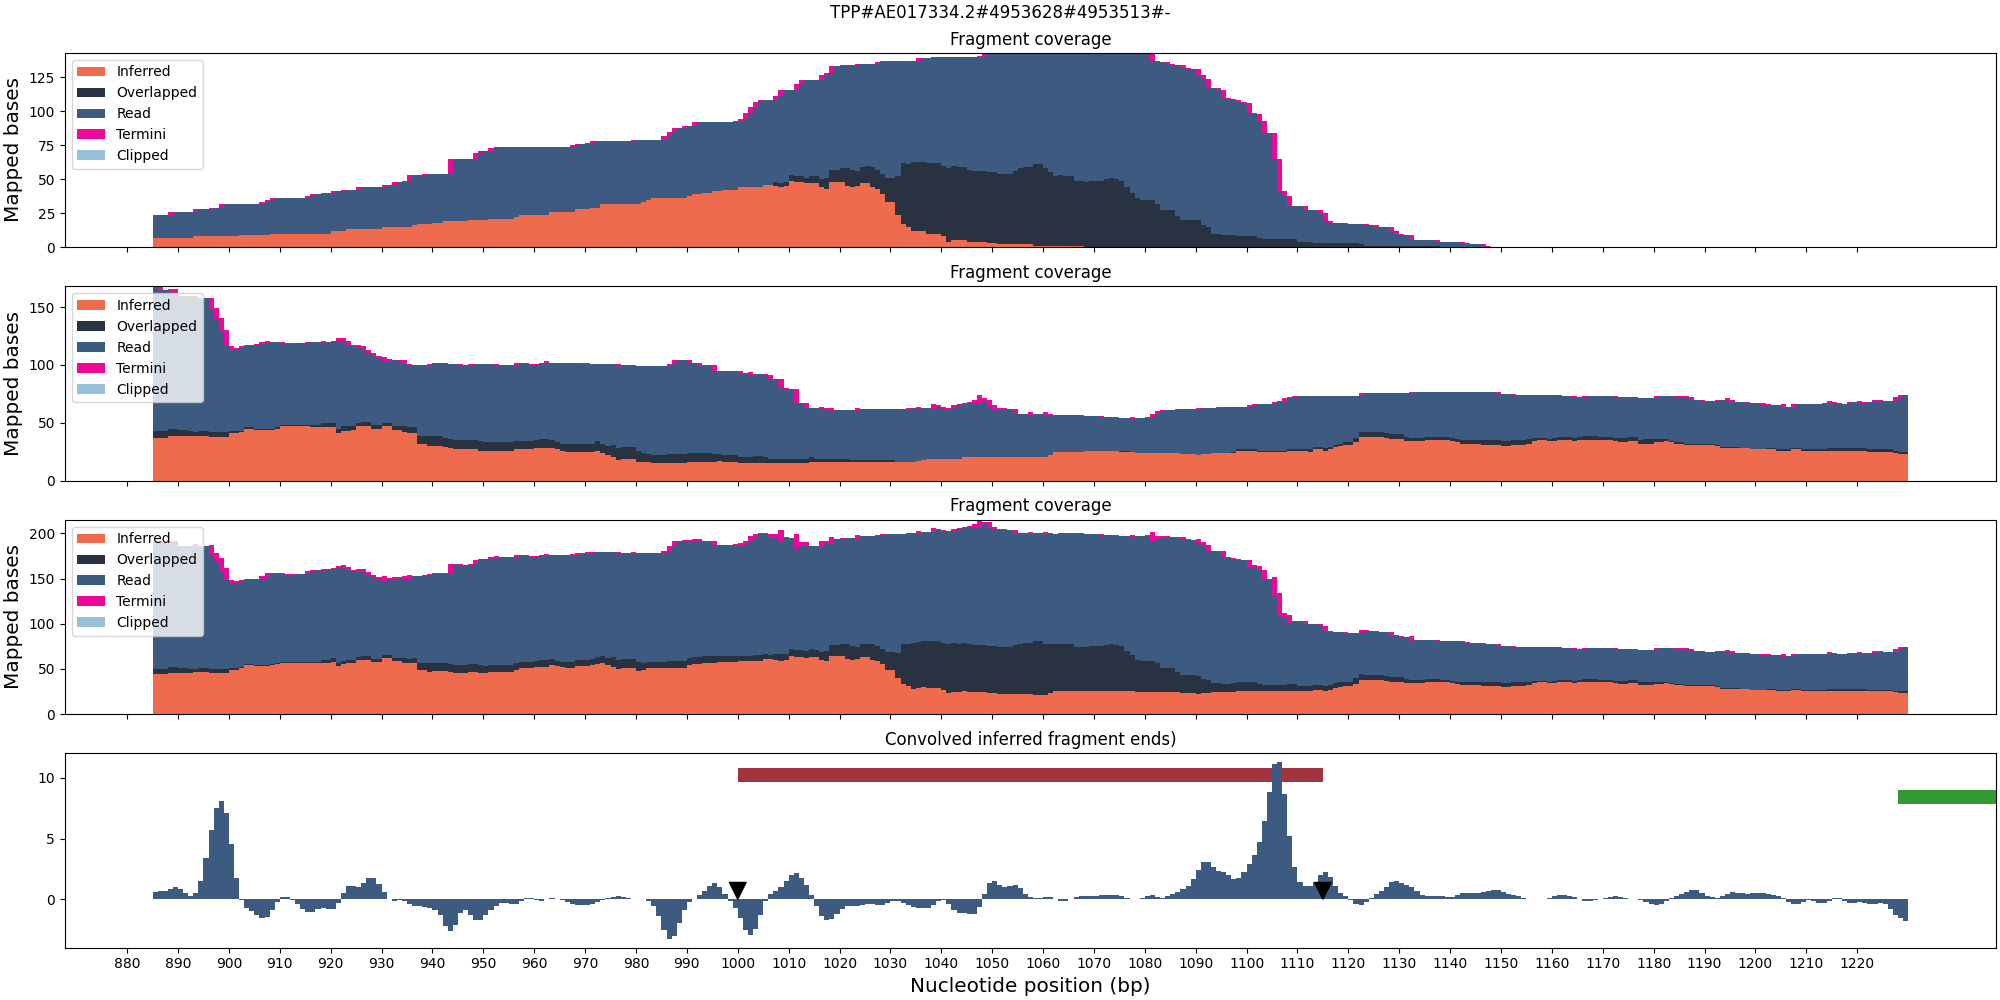 TPP#AE017334.2#4953628#4953513#-
Fragment coverage
Mapped bases
125
100
75
50
25
0
Inferred
Overlapped
Read
Termini
Clipped
Fragment coverage
Mapped bases
150
100
50
0
Inferred
Overlapped
Read
Termini
Clipped
Fragment coverage
Mapped bases
200
150
100
50
0
Inferred
Overlapped
Read
Termini
Clipped
Convolved inferred fragment ends)
10
5
0
880 890 900 910 920 930 940 950 960 970 980 990 1000 1010 1020 1030 1040 1050 1060 1070 1080 1090 1100 1110 1120 1130 1140 1150 1160 1170 1180 1190 1200 1210 1220
Nucleotide position (bp)